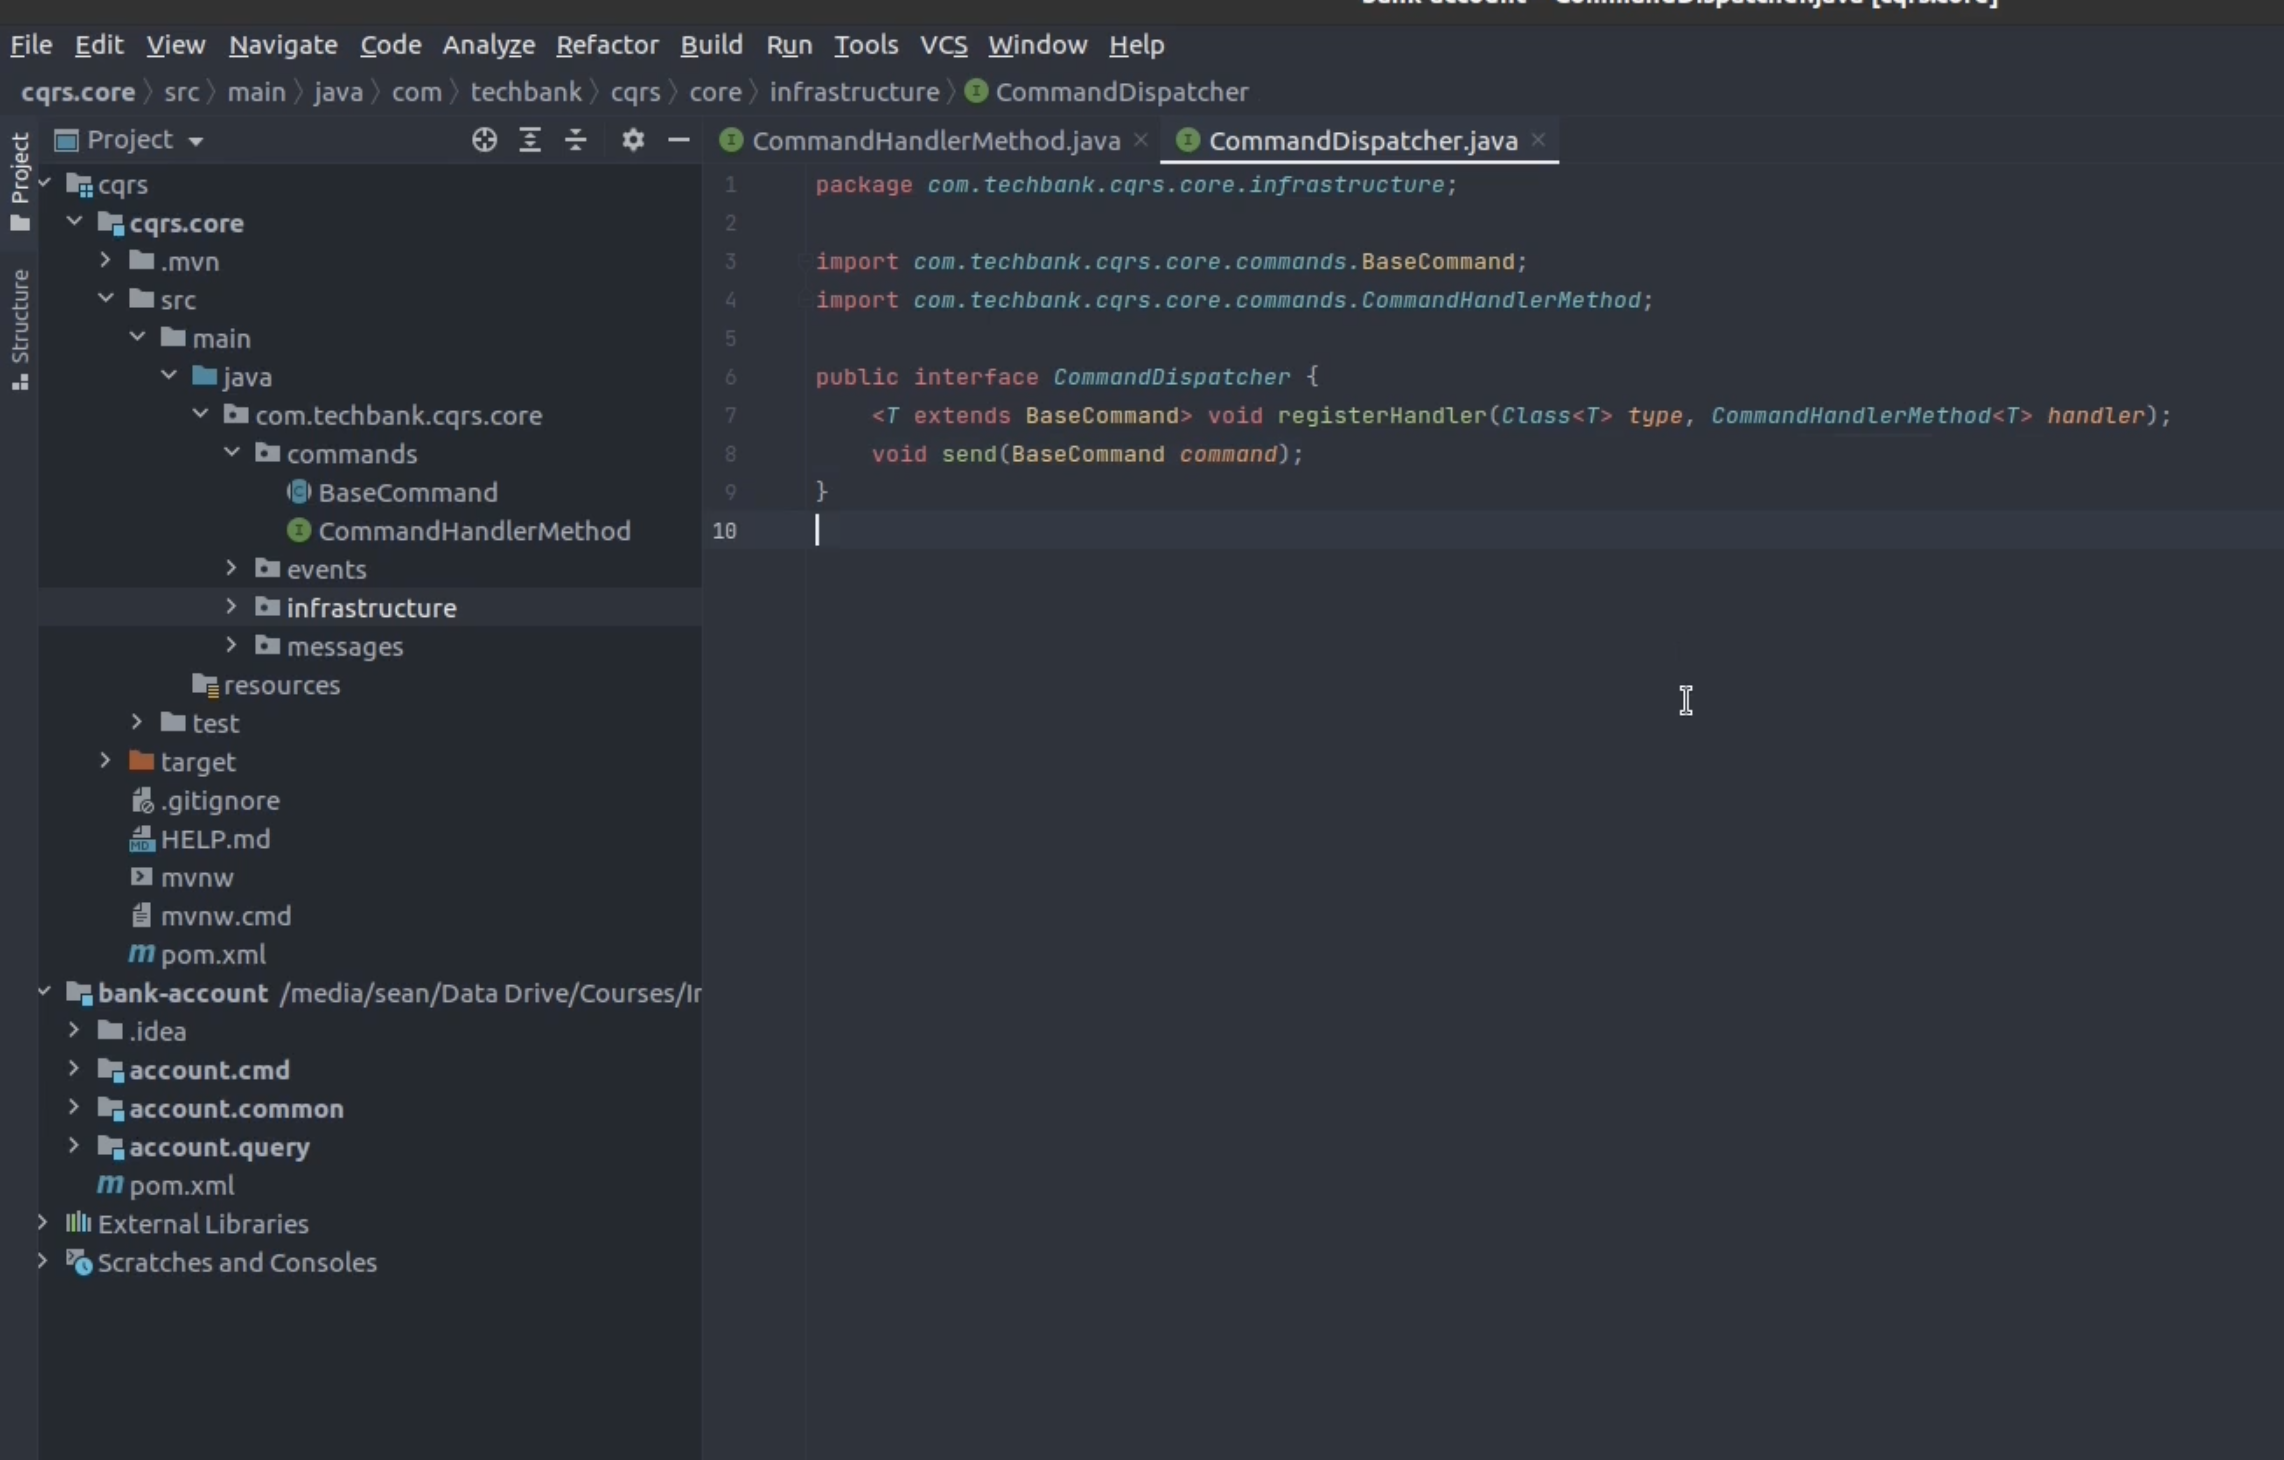 File Edit View Navigate Code Analyze Refactor Build Run Tools VCS Window Help
cqrs.core src main java com techbank cqrs core infrastructure CommandDispatcher
Project
Structure
Project
cqrs
cqrs.core
.mvn
src
main
java
com.techbank.cqrs.core
commands
BaseCommand
CommandHandlerMethod
events
infrastructure
messages
resources
test
target
.gitignore
HELP.md
mvnw
mvnw.cmd
pom.xml
bank-account /media/sean/Data Drive/Courses/Ir
.idea
account.cmd
account.common
account.query
pom.xml
External Libraries
Scratches and Consoles
CommandHandlerMethod.java CommandDispatcher.java
1 package com.techbank.cqrs.core.infrastructure;
2
3 import com.techbank.cqrs.core.commands.BaseCommand;
4 import com.techbank.cqrs.core.commands.CommandHandlerMethod;
5
6 public interface CommandDispatcher {
7 <T extends BaseCommand> void registerHandler(Class<T> type, CommandHandlerMethod<T> handler);
8 void send(BaseCommand command);
9 }
10